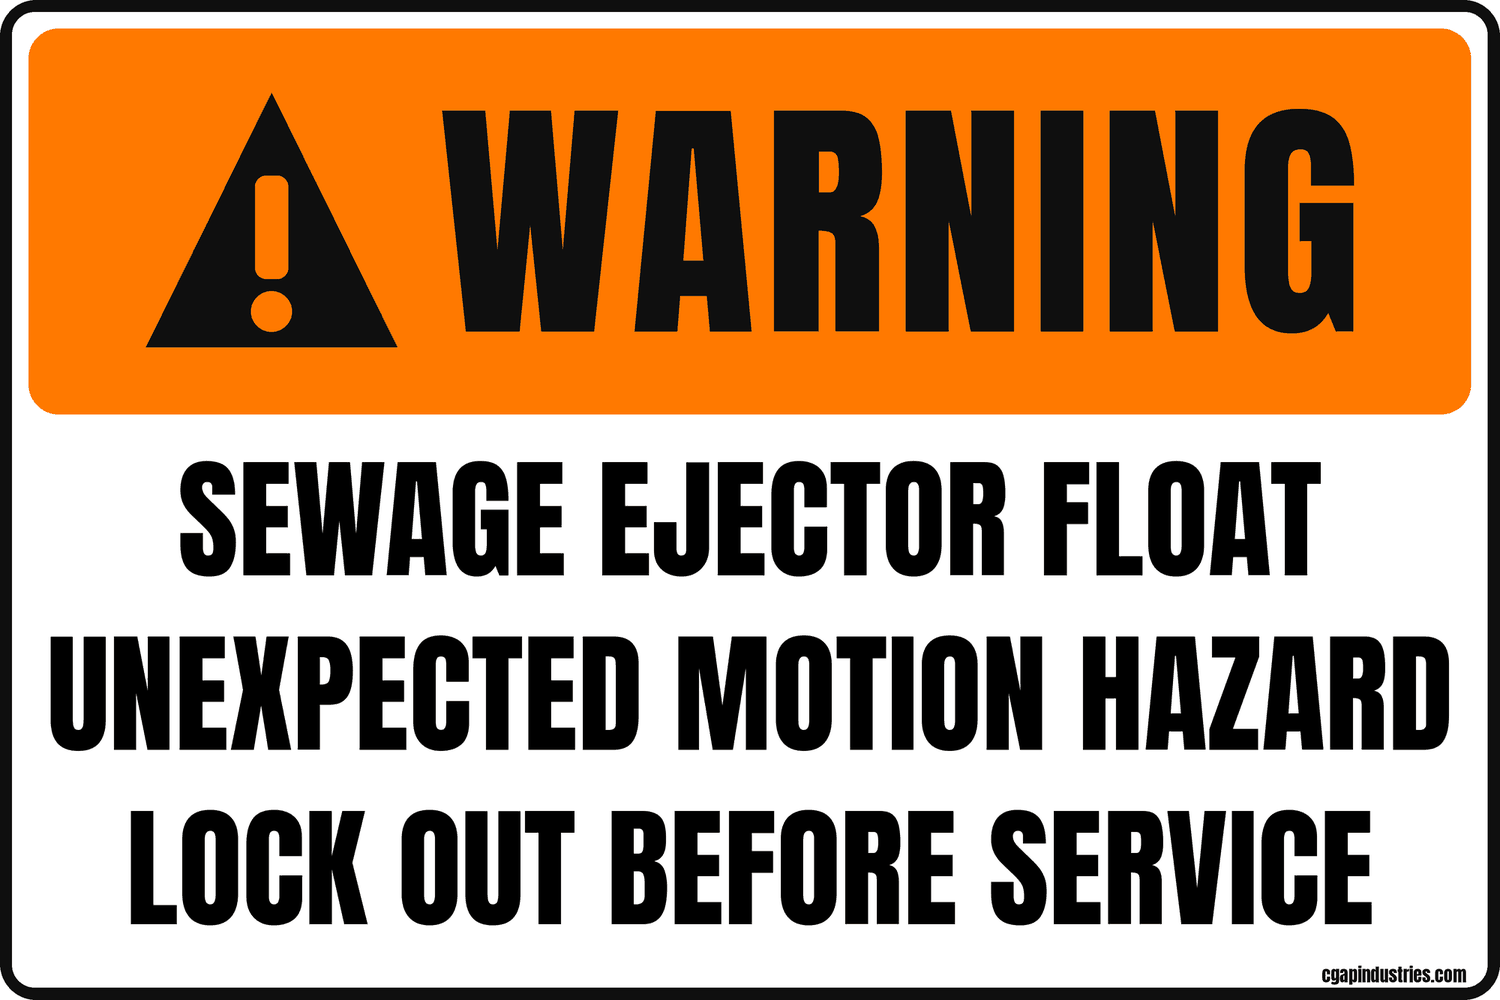 WARNING
SEWAGE EJECTOR FLOAT
UNEXPECTED MOTION HAZARD
LOCK OUT BEFORE SERVICE
cgapindustries.com